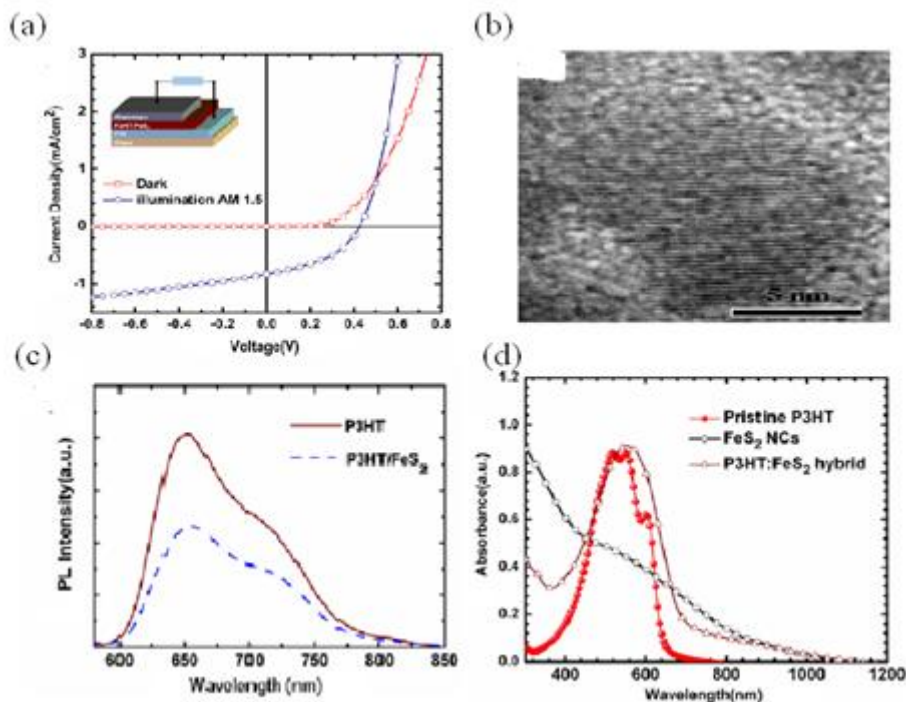 (a)
3
2
1
0
-1
Current Density(mA/cm²)
Dark
illumination AM 1.5
-0.8 -0.6 -0.4 -0.2 0.0 0.2 0.4 0.6 0.8
Voltage(V)
(b)
5 nm
(c)
PL Intensity(a.u.)
P3HT
P3HT/FeS₂
600 650 700 750 800 850
Wavelength (nm)
(d)
1.2
1.0
0.8
0.6
0.4
0.2
0.0
Absorbance(a.u.)
Pristine P3HT
FeS₂ NCs
P3HT:FeS₂ hybrid
400 600 800 1000 1200
Wavelength(nm)